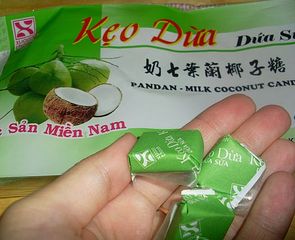 Kẹo Dừa Dứa Sữa
奶七葉蘭椰子糖
PANDAN - MILK COCONUT CAND
Sản Miền Nam
Dừa
SỮA